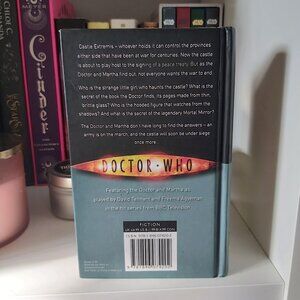 MEYER
Cinder
Castle Extremis – whoever holds it can control the provinces
either side that have been at war for centuries. Now the castle
is about to play host to the signing of a peace treaty. But as the
Doctor and Martha find out, not everyone wants the war to end.
Who is the strange little girl who haunts the castle? What is the
secret of the book the Doctor finds, its pages made from thin,
brittle glass? Who is the hooded figure that watches from the
shadows? And what is the secret of the legendary Mortal Mirror?
The Doctor and Martha don't have long to find the answers – an
army is on the march, and the castle will soon be under siege
once more.
DOCTOR·WHO
Featuring the Doctor and Martha as
played by David Tennant and Freema Agyeman
in the hit series from BBC Television.
FICTION